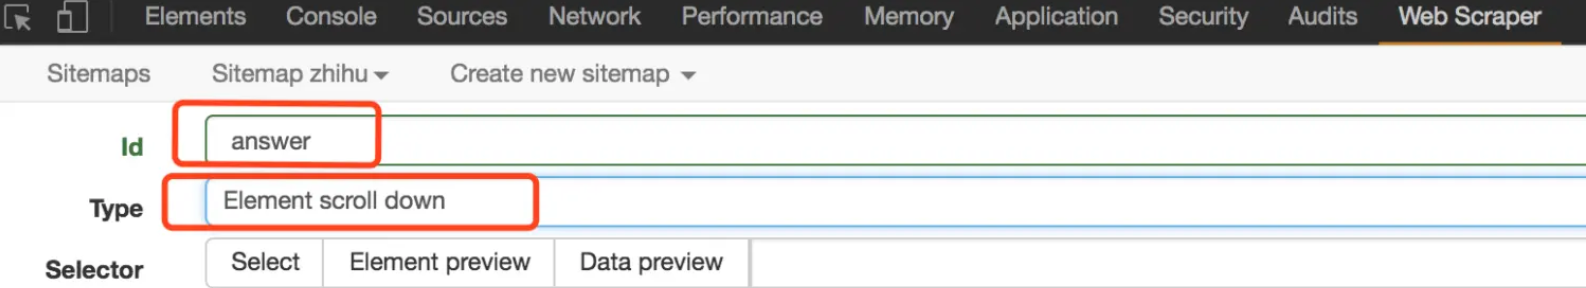 Elements Console Sources Network Performance Memory Application Security Audits Web Scraper
Sitemaps Sitemap zhihu Create new sitemap
Id answer
Type Element scroll down
Selector Select Element preview Data preview